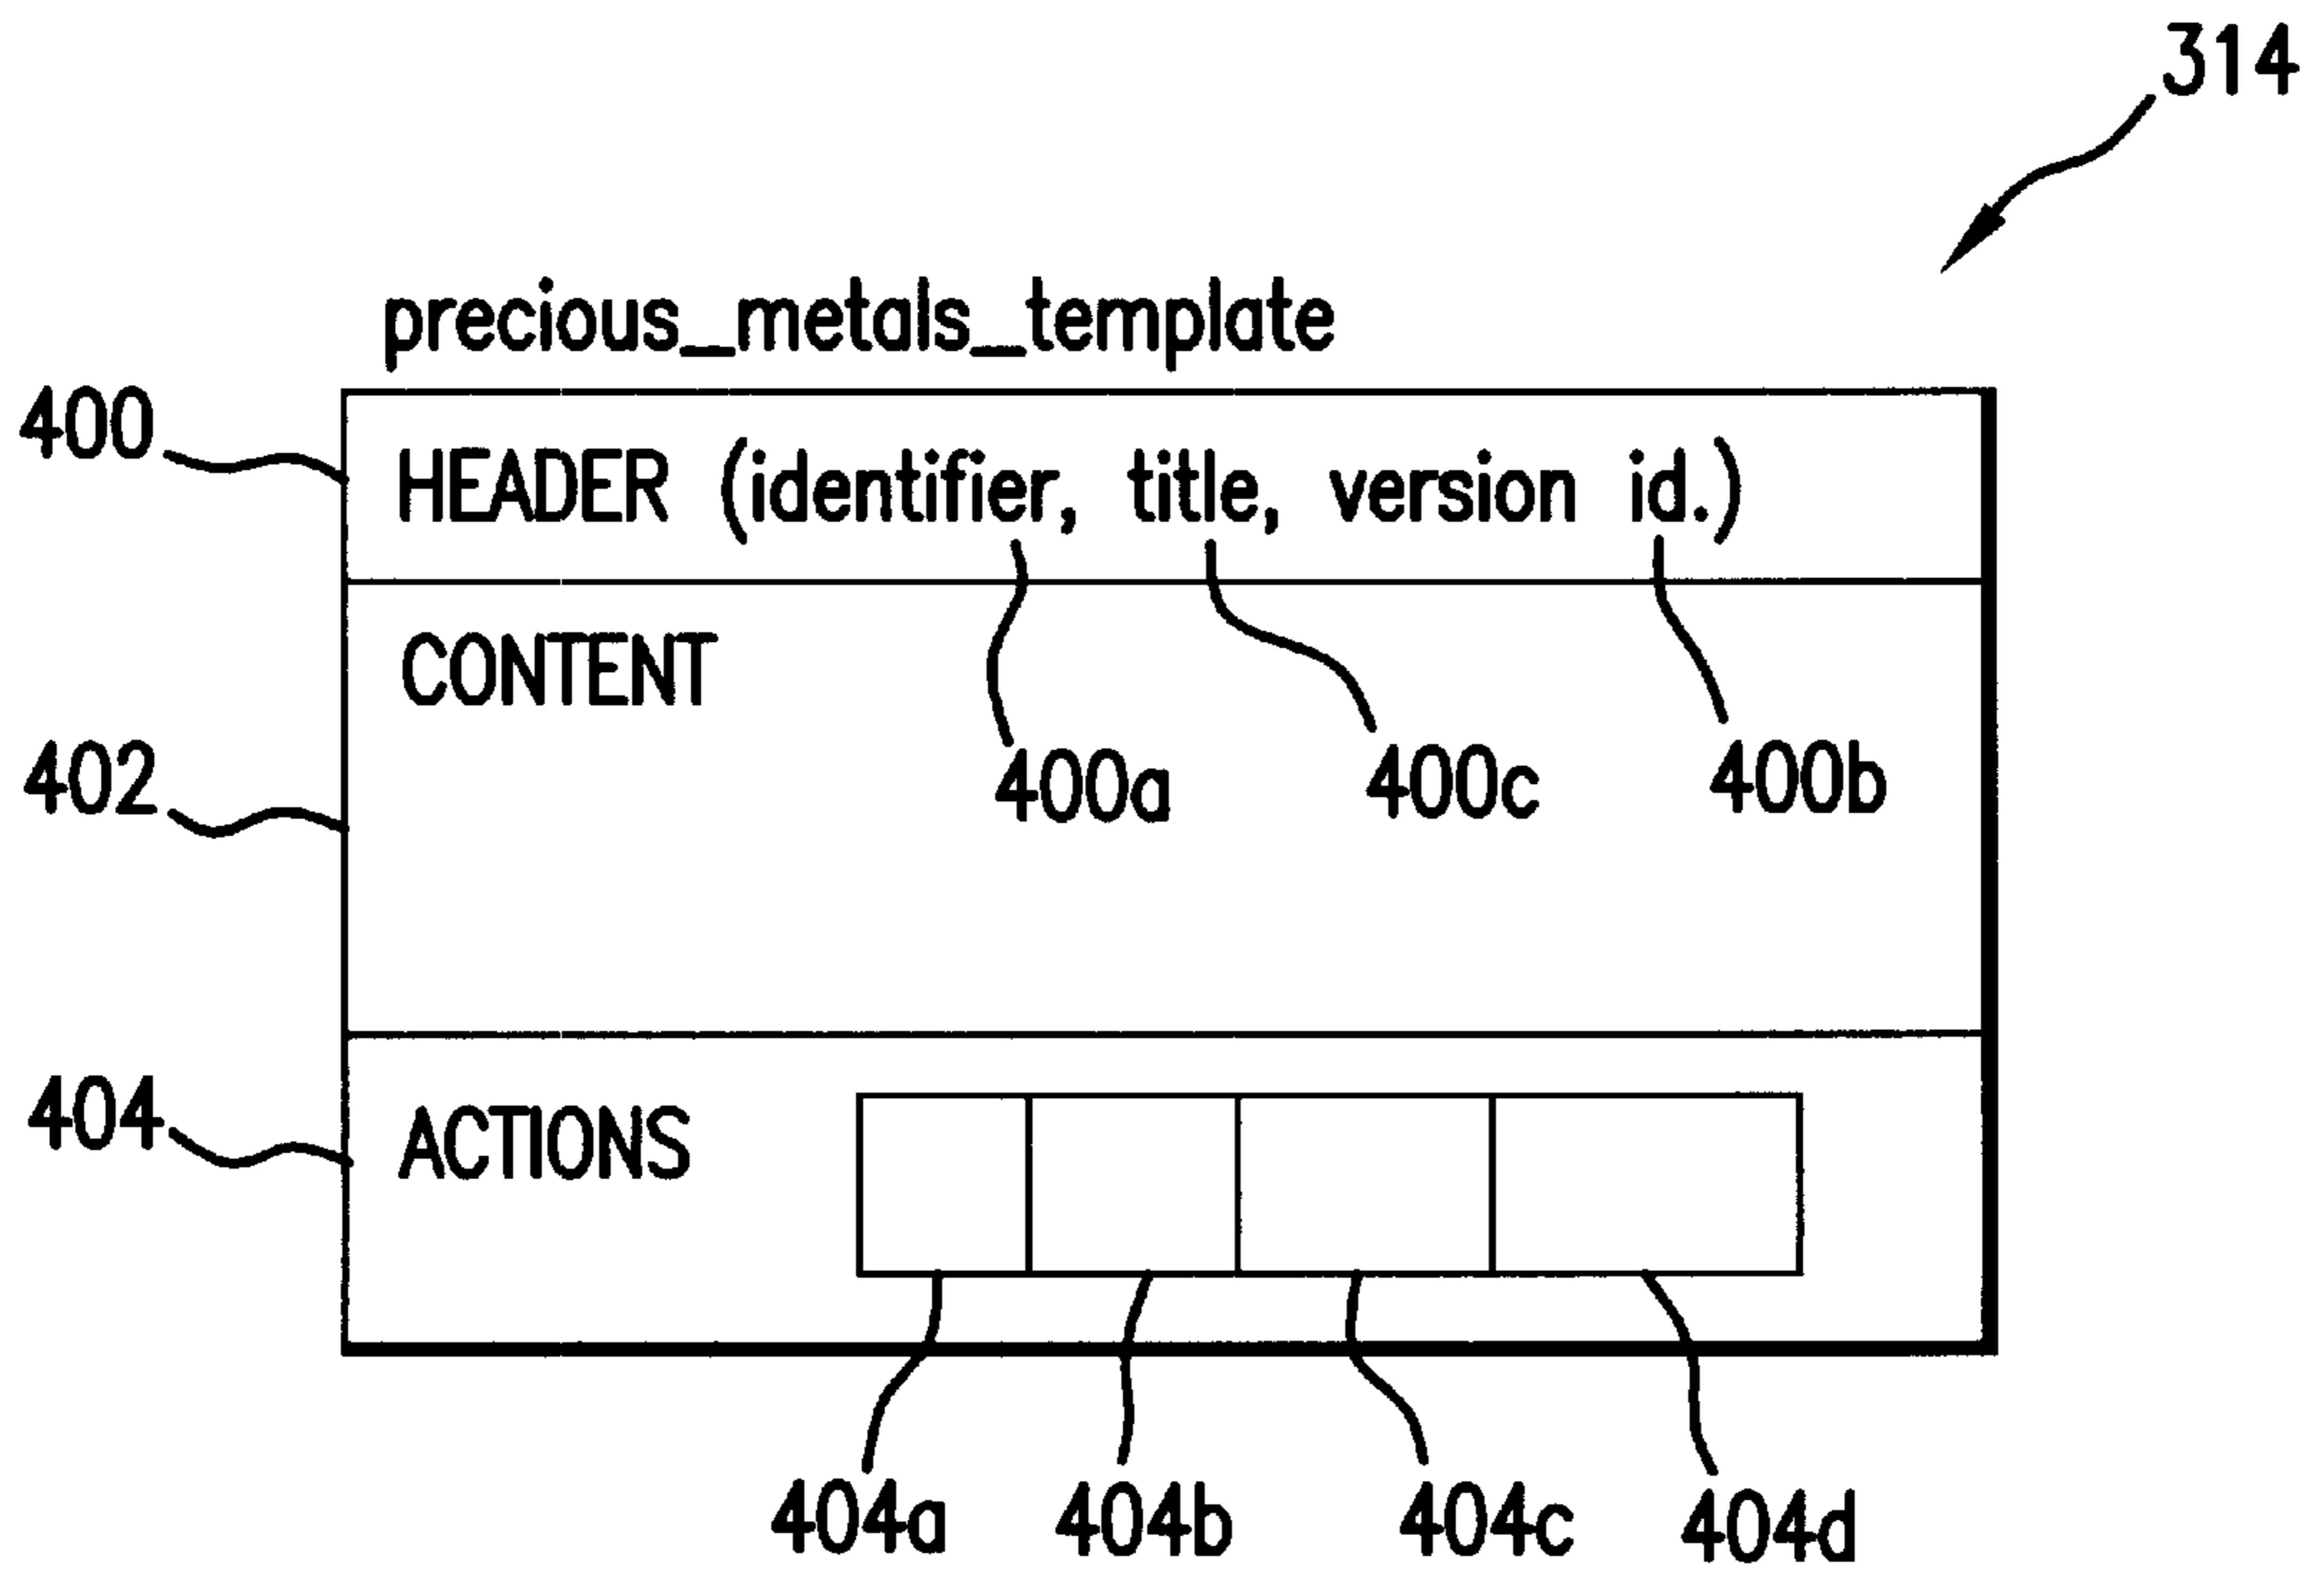 314
precious_metals_template
400
HEADER (identifier, title, version id.)
CONTENT
400a 400c 400b
402
404
ACTIONS
404a 404b 404c 404d